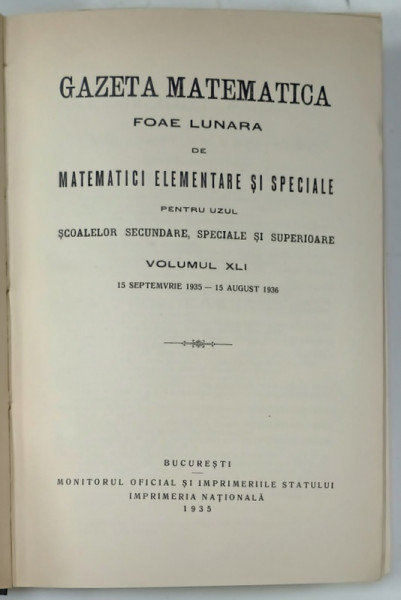 GAZETA MATEMATICA
FOAE LUNARA
DE
MATEMATICI ELEMENTARE ȘI SPECIALE
PENTRU UZUL
ȘCOALELOR SECUNDARE, SPECIALE ȘI SUPERIOARE
VOLUMUL XLI
15 SEPTEMVRIE 1935 — 15 AUGUST 1936
BUCUREȘTI
MONITORUL OFICIAL ȘI IMPRIMERIILE STATULUI
IMPRIMERIA NAȚIONALĂ
1935